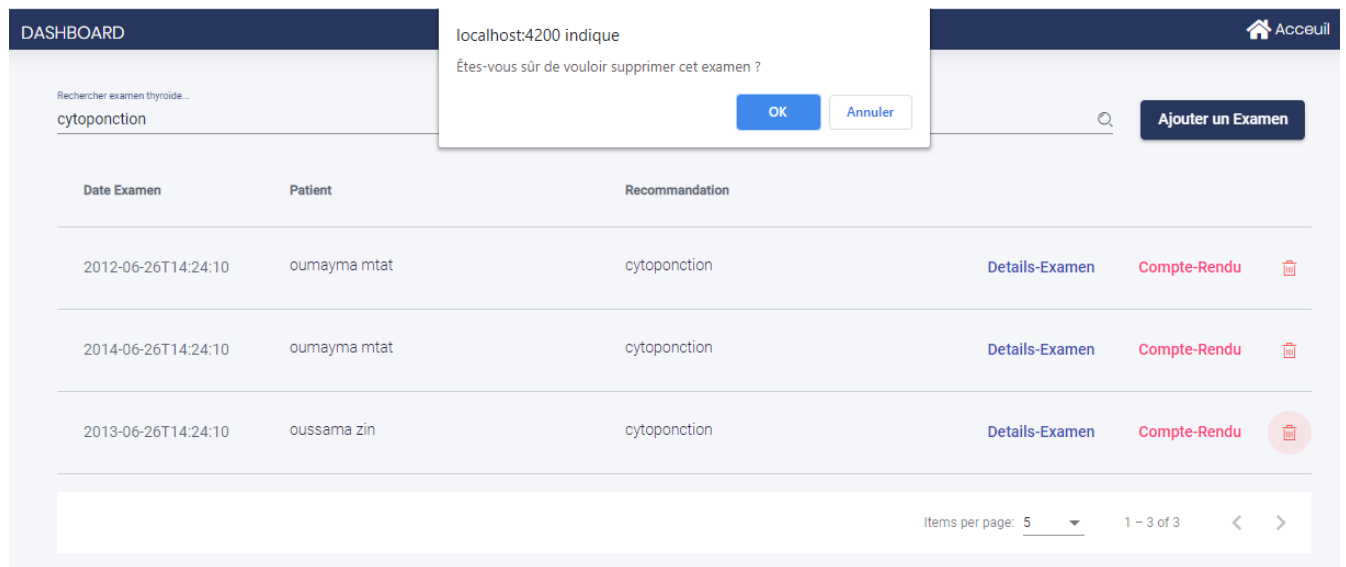 DASHBOARD
Acceuil
localhost:4200 indique
Êtes-vous sûr de vouloir supprimer cet examen ?
OK Annuler
Rechercher examen thyroïde...
cytoponction
Ajouter un Examen
Date Examen Patient Recommandation
2012-06-26T14:24:10 oumayma mtat cytoponction Details-Examen Compte-Rendu
2014-06-26T14:24:10 oumayma mtat cytoponction Details-Examen Compte-Rendu
2013-06-26T14:24:10 oussama zin cytoponction Details-Examen Compte-Rendu
Items per page: 5 1 – 3 of 3